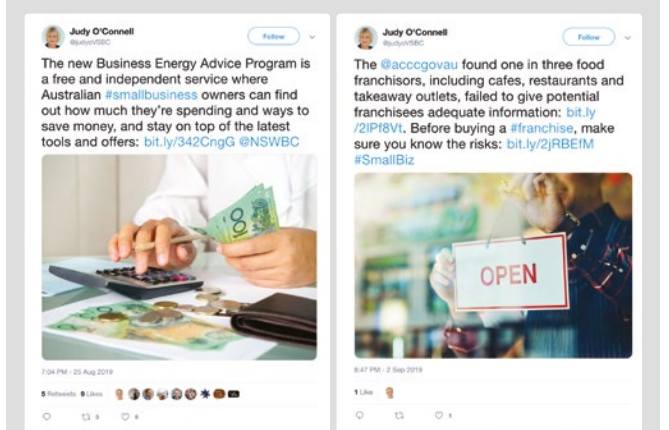 Judy O'Connell
@judyoVSBC
Follow
The new Business Energy Advice Program is
a free and independent service where
Australian #smallbusiness owners can find
out how much they're spending and ways to
save money, and stay on top of the latest
tools and offers: bit.ly/342CngG @NSWBC
100
7:04 PM - 25 Aug 2019
5 Retweets 9 Likes
5
9
Judy O'Connell
@judyoVSBC
Follow
The @acccgovau found one in three food
franchisors, including cafes, restaurants and
takeaway outlets, failed to give potential
franchisees adequate information: bit.ly
/2IPf8Vt. Before buying a #franchise, make
sure you know the risks: bit.ly/2jRBEfM
#SmallBiz
OPEN
8:47 PM - 2 Sep 2019
1 Like
1